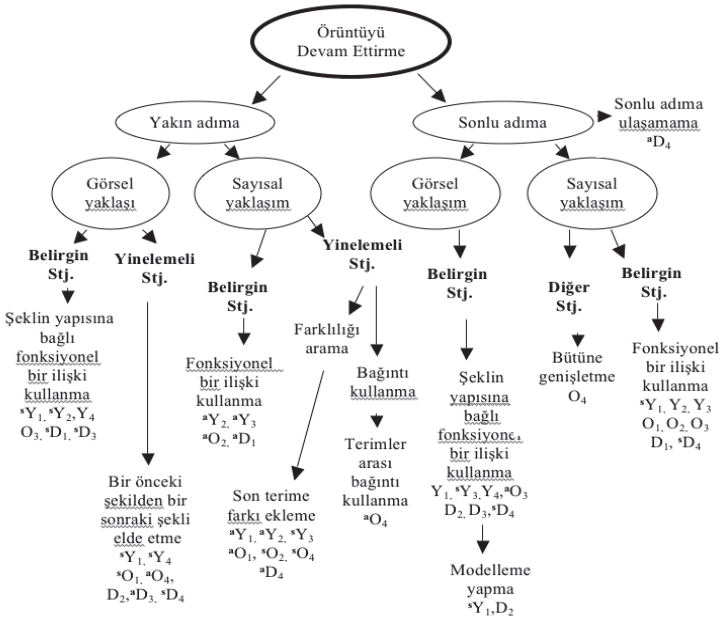 Örüntüyü
Devam Ettirme
Yakın adıma
Sonlu adıma
Sonlu adıma
ulaşamama
ᵃD₄
Görsel
yaklaşı
Sayısal
yaklaşım
Görsel
yaklaşım
Sayısal
yaklaşım
Belirgin
Stj.
Şeklin yapısına
bağlı
fonksiyonel
bir ilişki
kullanma
ˢY₁, ˢY₂,Y₄
O₃, ˢD₁, ˢD₃
Yinelemeli
Stj.
Bir önceki
şekilden bir
sonraki şekli
elde etme
ˢY₁, ˢY₄
ˢO₁, ᵃO₄,
D₂,ᵃD₃, ˢD₄
Belirgin
Stj.
Fonksiyonel
bir ilişki
kullanma
ᵃY₂, ᵃY₃
ᵃO₂, ᵃD₁
Yinelemeli
Stj.
Farklılığı
arama
Son terime
farkı ekleme
ᵃY₁, ᵃY₂, ˢY₃
ᵃO₁, ˢO₂, ˢO₄
ᵃD₄
Bağıntı
kullanma
Terimler
arası
bağıntı
kullanma
ᵃO₄
Belirgin
Stj.
Şeklin
yapısına
bağlı
fonksiyonel
bir ilişki
kullanma
Y₁, ˢY₃,Y₄,ᵃO₃
D₂, D₃,ˢD₄
Modelleme
yapma
ˢY₁,D₂
Diğer
Stj.
Bütüne
genişletme
O₄
Belirgin
Stj.
Fonksiyonel
bir ilişki
kullanma
ˢY₁, Y₂, Y₃
O₁, O₂, O₃
D₁, ˢD₄